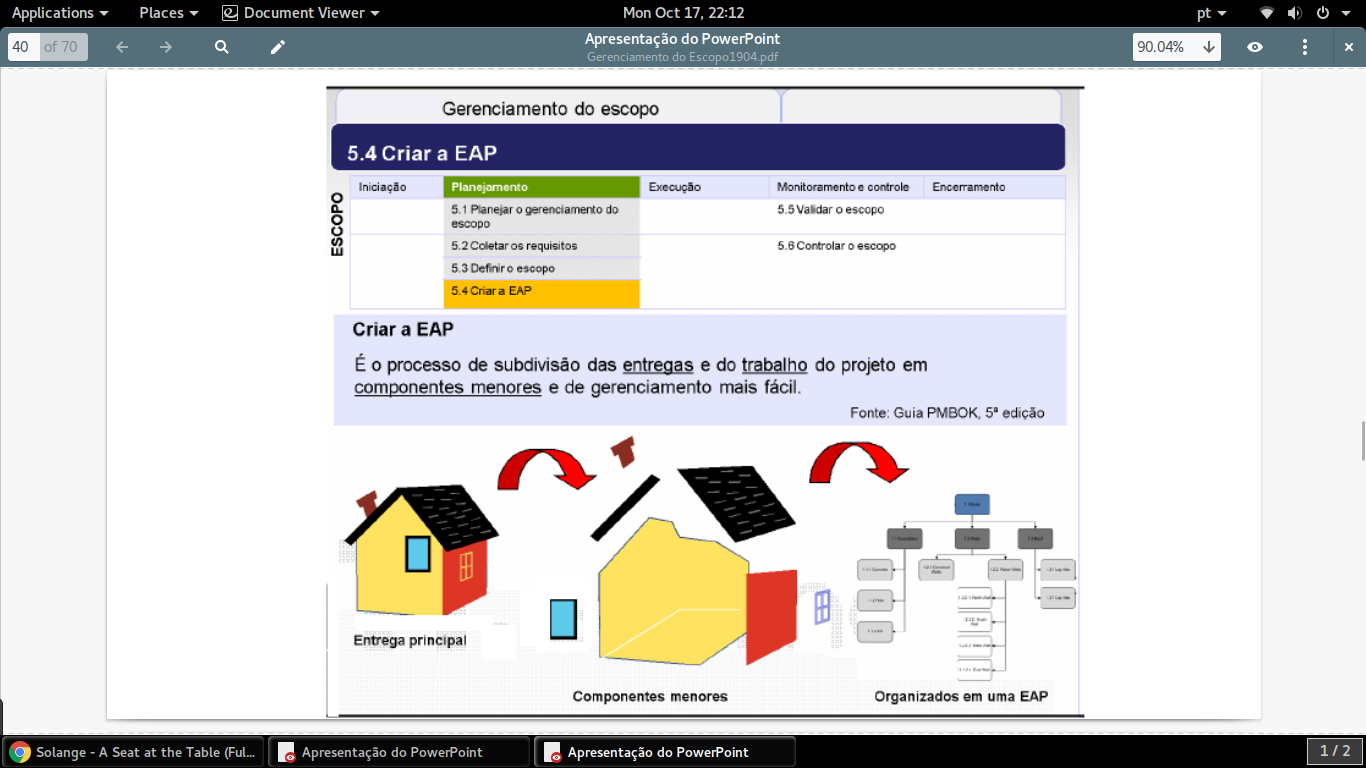 Applications Places Document Viewer Mon Oct 17, 22:12 pt
40 of 70 Apresentação do PowerPoint 90.04%
Gerenciamento do Escopo1904.pdf
Gerenciamento do escopo
5.4 Criar a EAP
ESCOPO
Iniciação Planejamento Execução Monitoramento e controle Encerramento
5.1 Planejar o gerenciamento do
escopo
5.5 Validar o escopo
5.2 Coletar os requisitos 5.6 Controlar o escopo
5.3 Definir o escopo
5.4 Criar a EAP
Criar a EAP
É o processo de subdivisão das entregas e do trabalho do projeto em
componentes menores e de gerenciamento mais fácil.
Fonte: Guia PMBOK, 5ª edição
Entrega principal
Componentes menores
Organizados em uma EAP
Solange - A Seat at the Table (Ful... Apresentação do PowerPoint Apresentação do PowerPoint 1 / 2